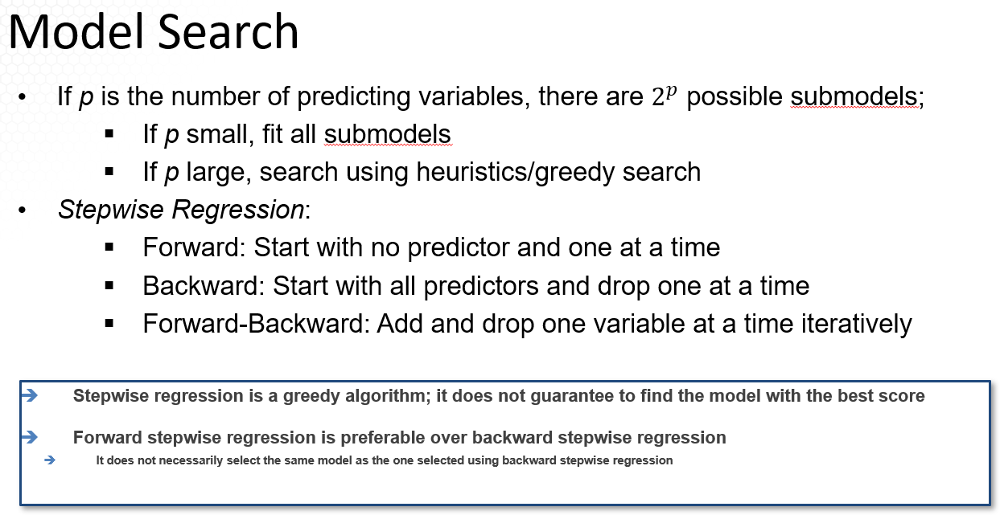 Model Search
• If p is the number of predicting variables, there are 2ᵖ possible submodels;
▪ If p small, fit all submodels
▪ If p large, search using heuristics/greedy search
• Stepwise Regression:
▪ Forward: Start with no predictor and one at a time
▪ Backward: Start with all predictors and drop one at a time
▪ Forward-Backward: Add and drop one variable at a time iteratively
→ Stepwise regression is a greedy algorithm; it does not guarantee to find the model with the best score
→ Forward stepwise regression is preferable over backward stepwise regression
→ It does not necessarily select the same model as the one selected using backward stepwise regression